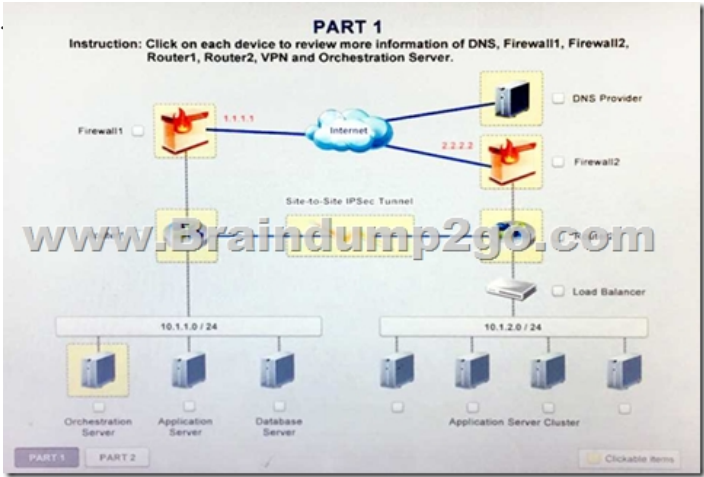 PART 1
Instruction: Click on each device to review more information of DNS, Firewall1, Firewall2,
Router1, Router2, VPN and Orchestration Server.
DNS Provider
1.1.1.1
Firewall1
Internet
2.2.2.2
Firewall2
Site-to-Site IPSec Tunnel
www.Braindump2go.com
Load Balancer
10.1.1.0 / 24
10.1.2.0 / 24
Orchestration
Server
Application
Server
Database
Server
Application Server Cluster
PART 1
PART 2
Clickable Items